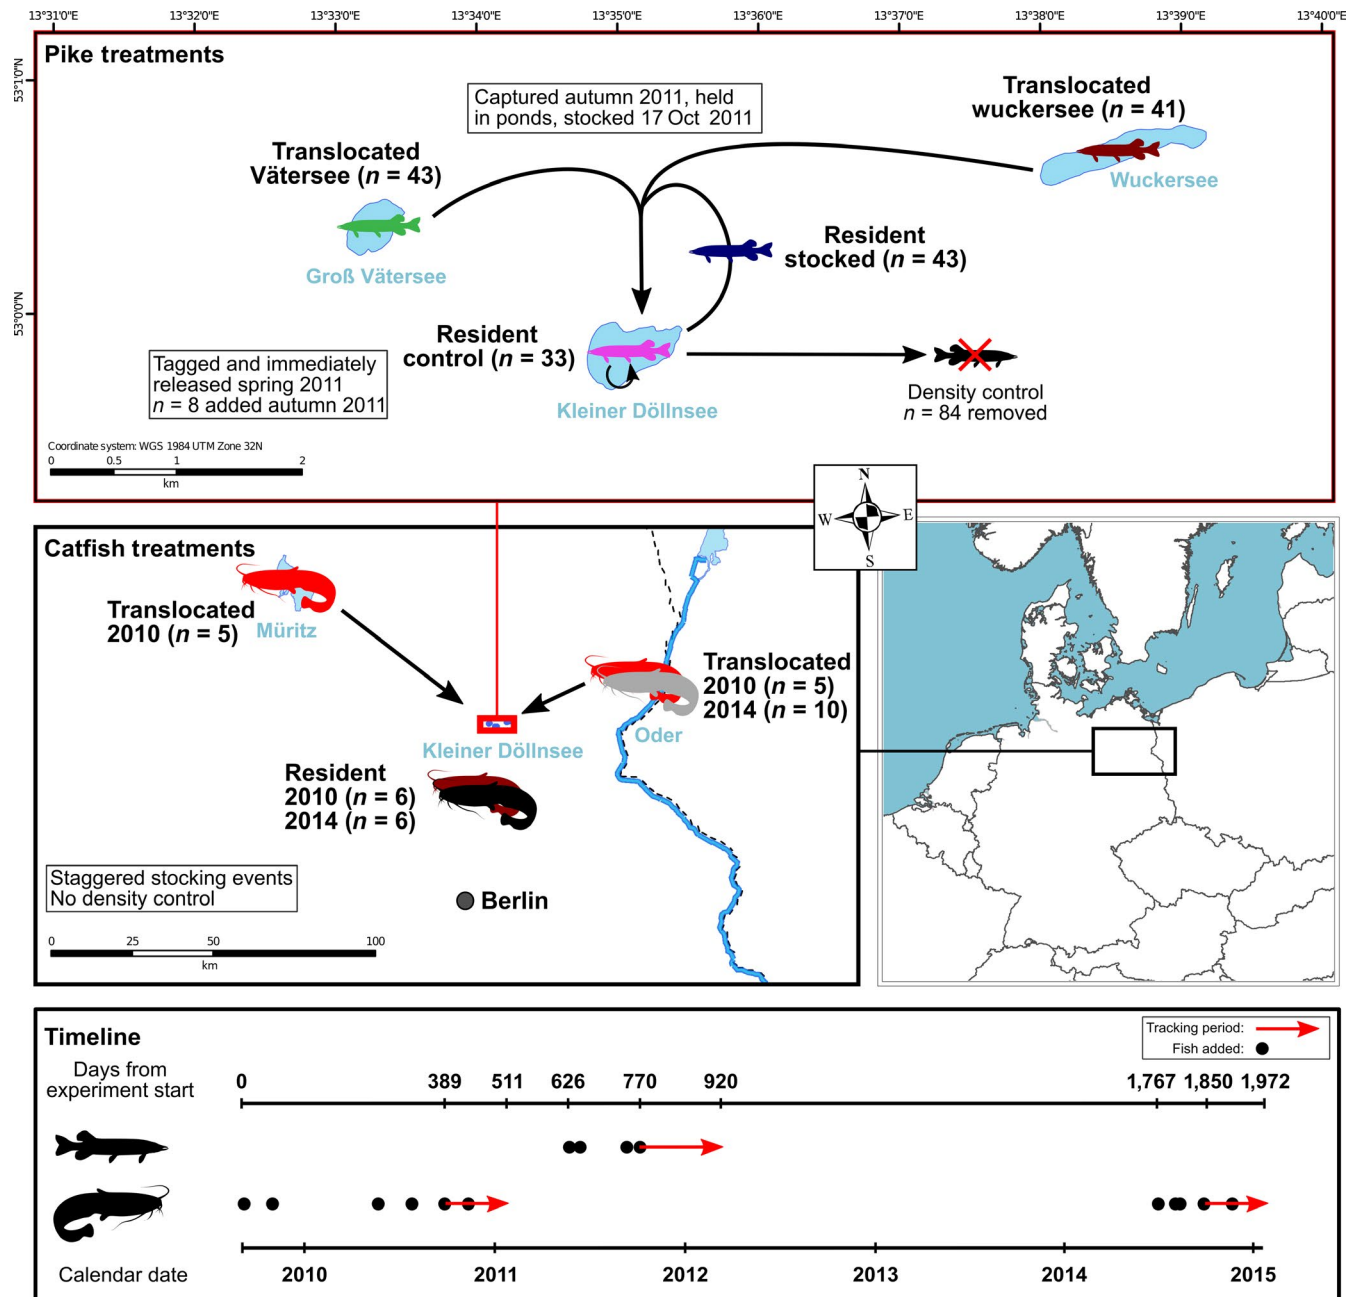 13°31'0"E 13°32'0"E 13°33'0"E 13°34'0"E 13°35'0"E 13°36'0"E 13°37'0"E 13°38'0"E 13°39'0"E 13°40'0"E
53°1'0"N
53°0'0"N
Pike treatments
Captured autumn 2011, held
in ponds, stocked 17 Oct 2011
Translocated
wuckersee (n = 41)
Wuckersee
Translocated
Vätersee (n = 43)
Groß Vätersee
Resident
stocked (n = 43)
Resident
control (n = 33)
Kleiner Döllnsee
Density control
n = 84 removed
Tagged and immediately
released spring 2011
n = 8 added autumn 2011
Coordinate system: WGS 1984 UTM Zone 32N
0 0.5 1 2
km
N
W E
S
Catfish treatments
Translocated
2010 (n = 5)
Müritz
Translocated
2010 (n = 5)
2014 (n = 10)
Oder
Kleiner Döllnsee
Resident
2010 (n = 6)
2014 (n = 6)
Staggered stocking events
No density control
Berlin
0 25 50 100
km
Timeline
Tracking period:
Fish added:
Days from
experiment start
0 389 511 626 770 920 1,767 1,850 1,972
Calendar date
2010 2011 2012 2013 2014 2015